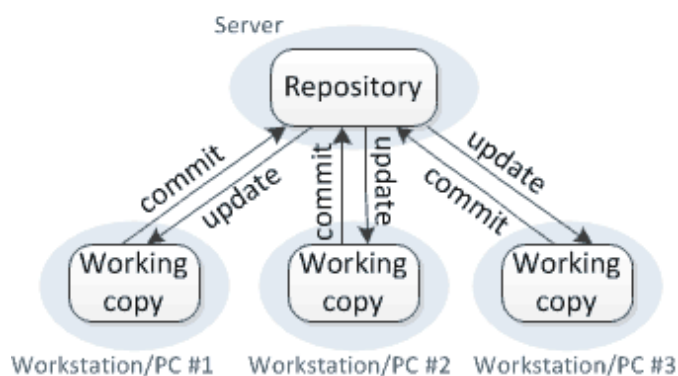 Server
Repository
commit
update
commit
update
update
commit
Working
copy
Working
copy
Working
copy
Workstation/PC #1
Workstation/PC #2
Workstation/PC #3